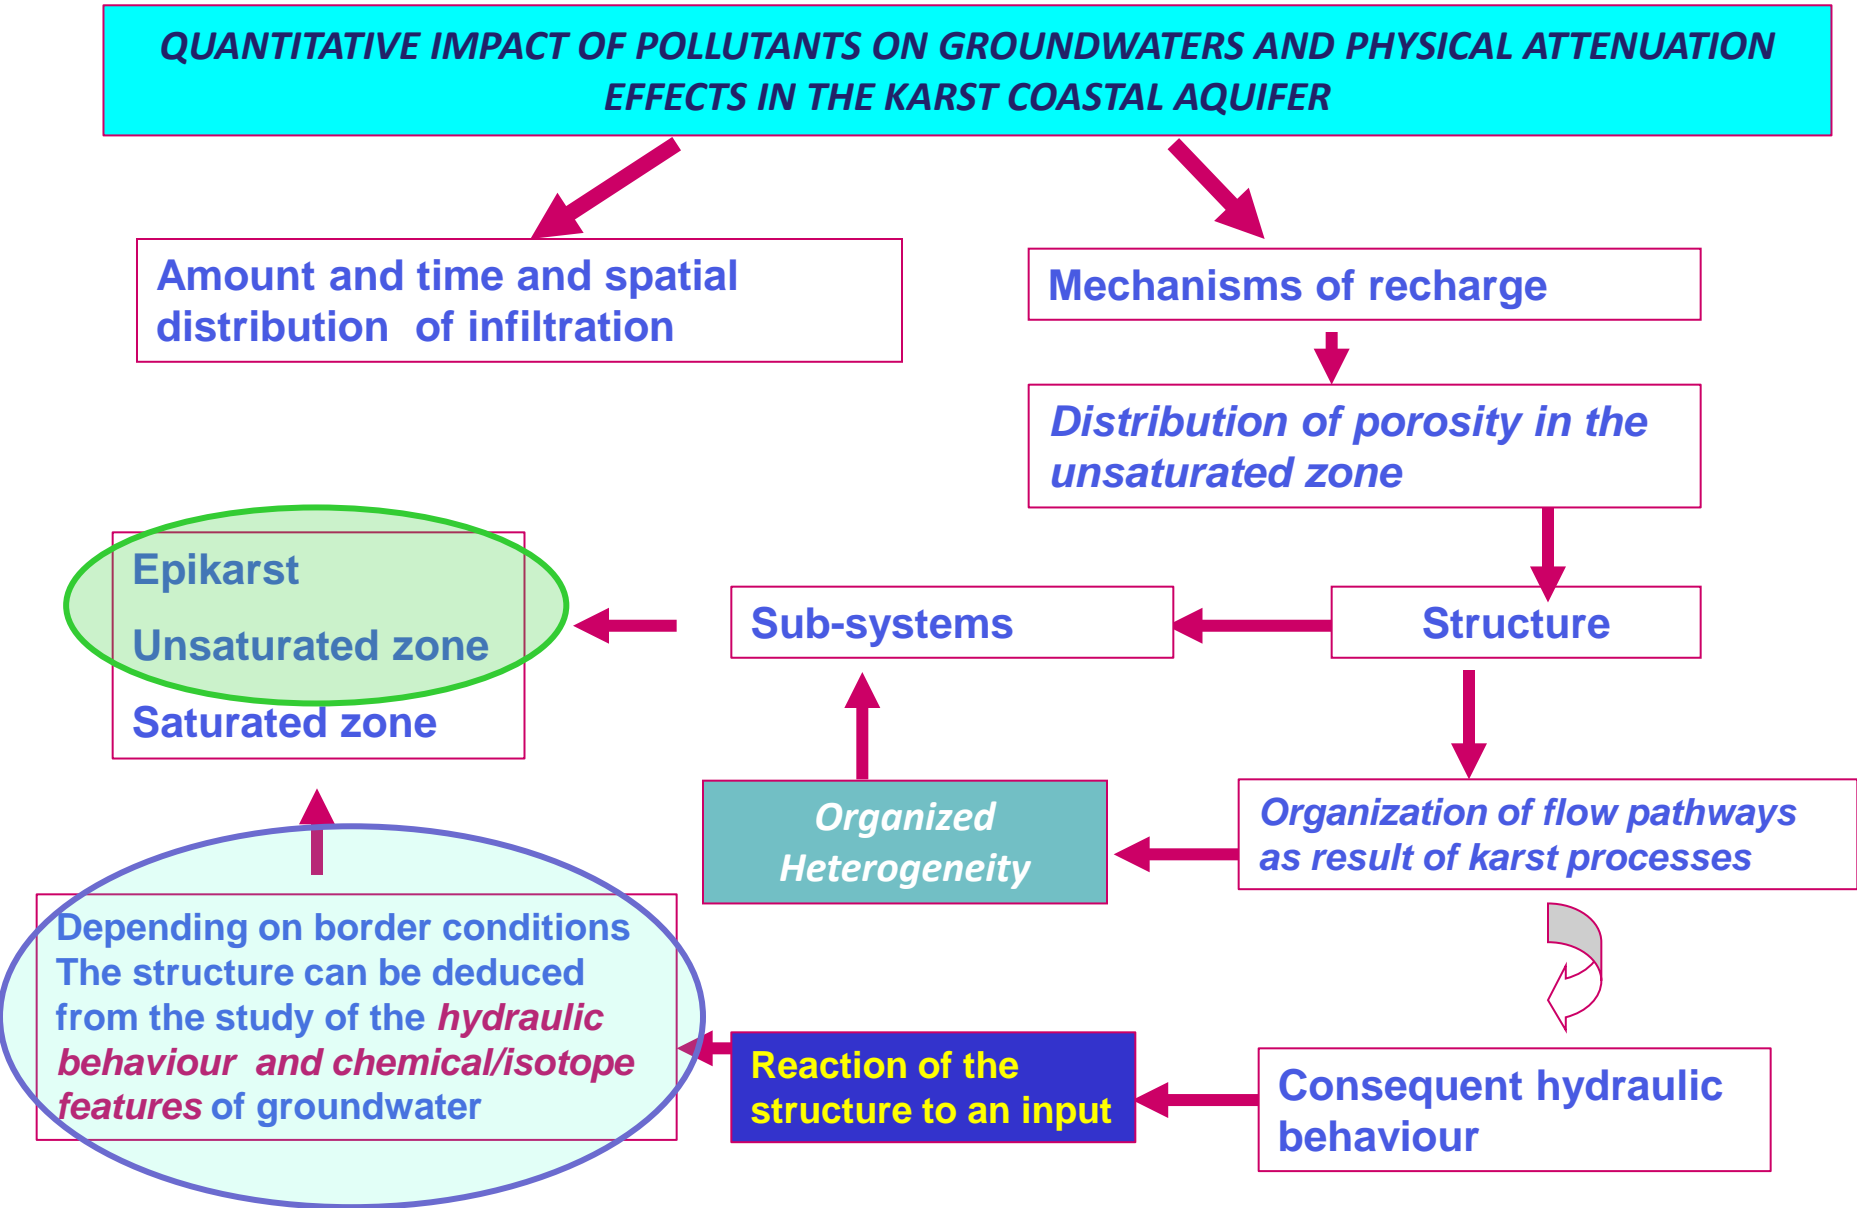 QUANTITATIVE IMPACT OF POLLUTANTS ON GROUNDWATERS AND PHYSICAL ATTENUATION
EFFECTS IN THE KARST COASTAL AQUIFER
Amount and time and spatial
distribution of infiltration
Mechanisms of recharge
Distribution of porosity in the
unsaturated zone
Epikarst
Unsaturated zone
Saturated zone
Sub-systems
Structure
Organized
Heterogeneity
Organization of flow pathways
as result of karst processes
Depending on border conditions
The structure can be deduced
from the study of the hydraulic
behaviour and chemical/isotope
features of groundwater
Reaction of the
structure to an input
Consequent hydraulic
behaviour